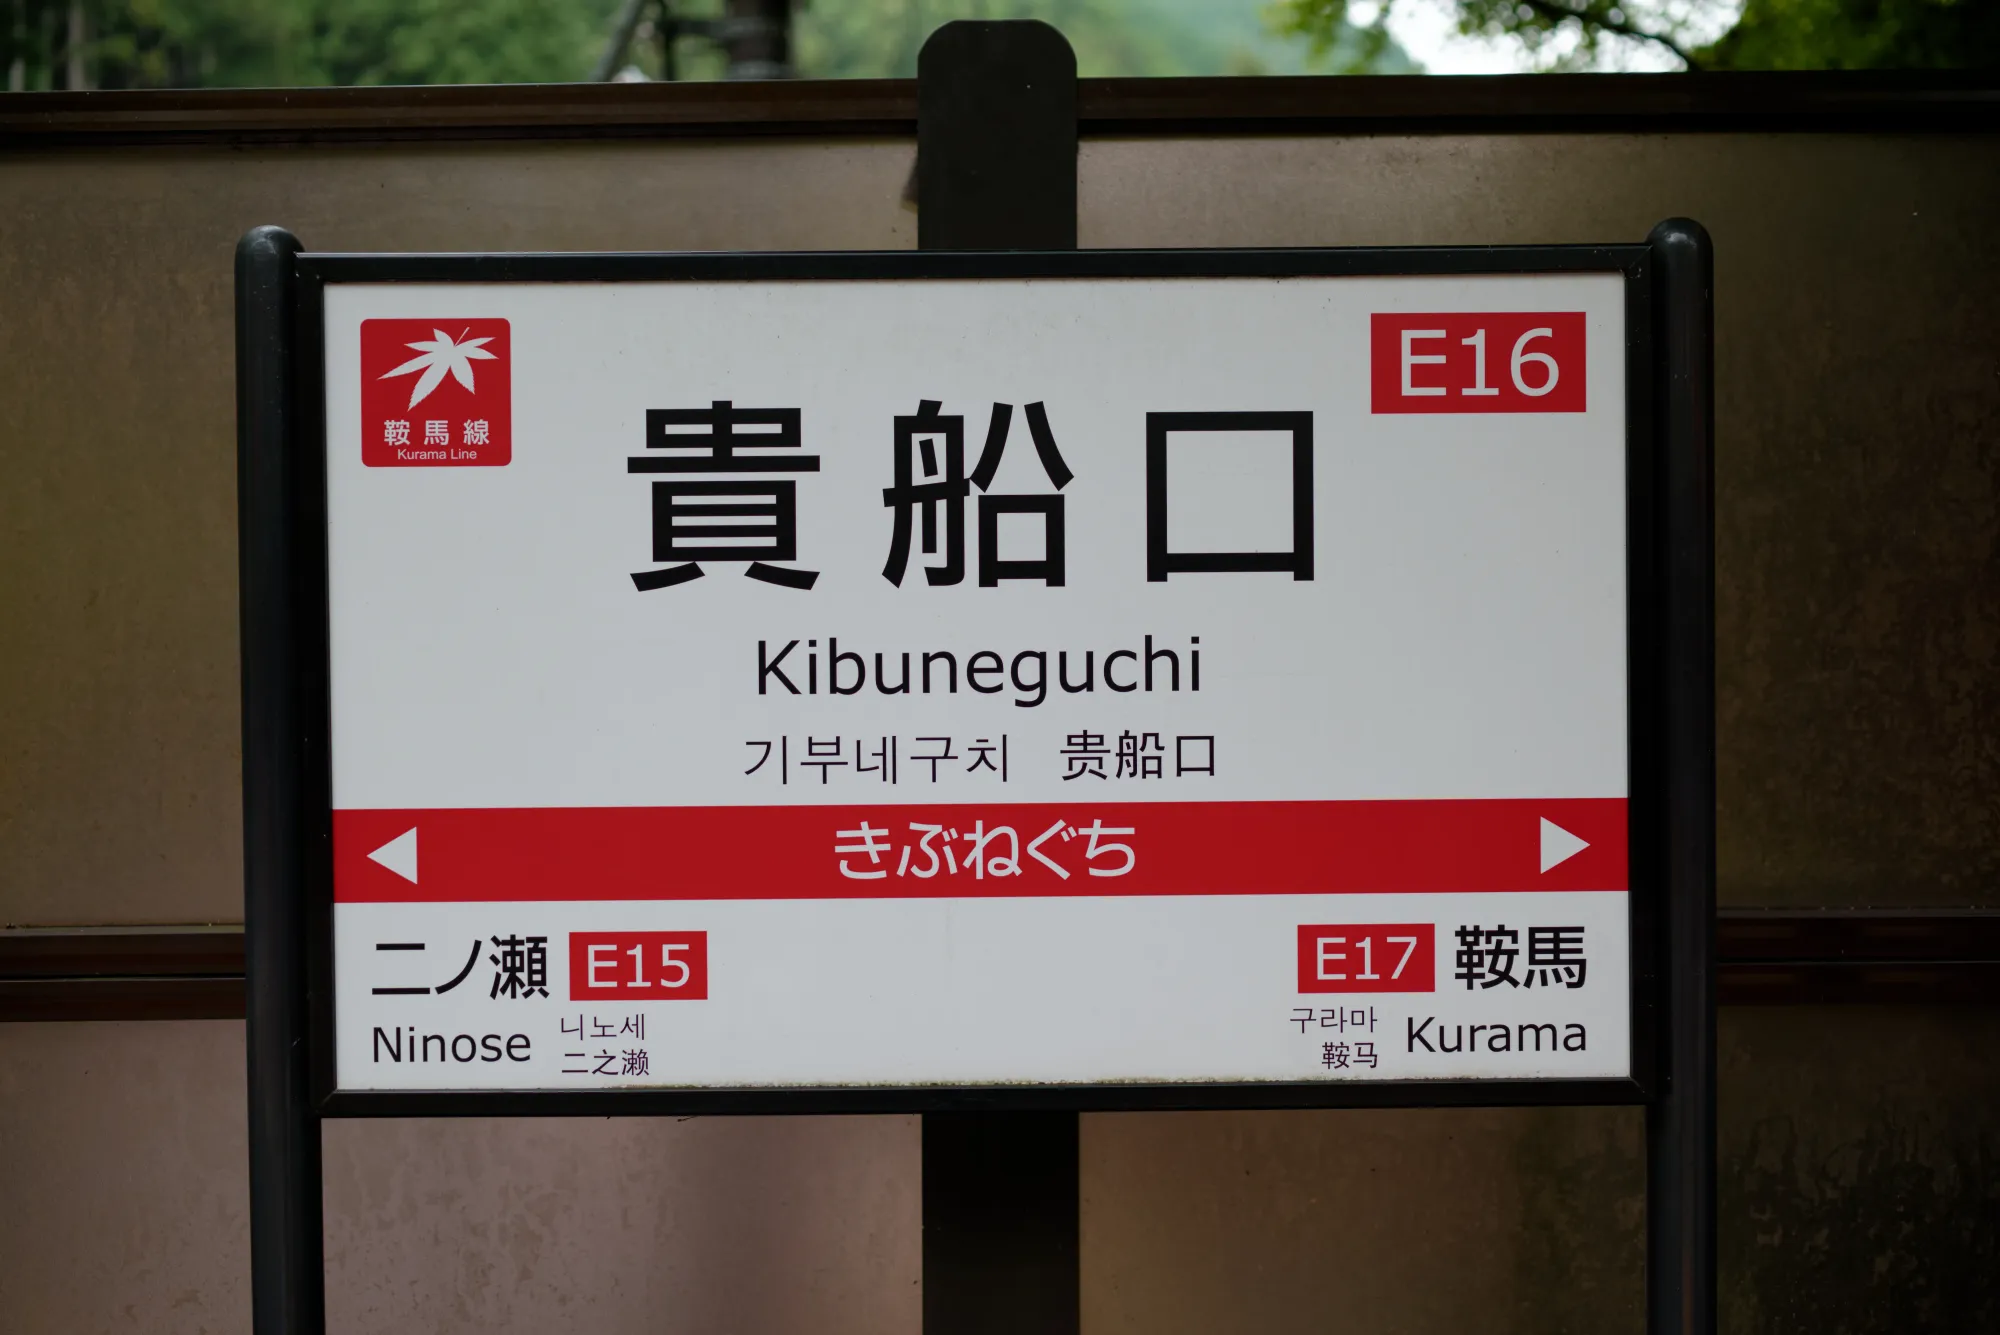 鞍馬線
Kurama Line
E16
貴船口
Kibuneguchi
기부네구치 贵船口
きぶねぐち
二ノ瀬 E15
Ninose 니노세
二之濑
E17 鞍馬
구라마 Kurama
鞍马